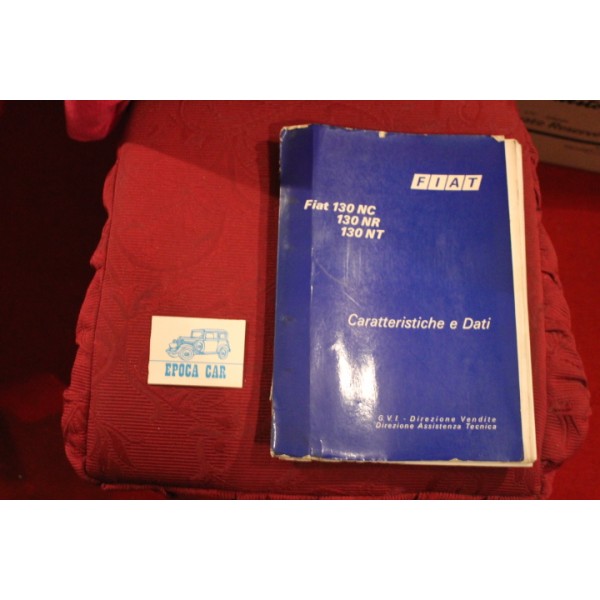 FIAT
Fiat 130 NC
130 NR
130 NT
Caratteristiche e Dati
G.V.I - Direzione Vendite
Direzione Assistenza Tecnica
EPOCA CAR